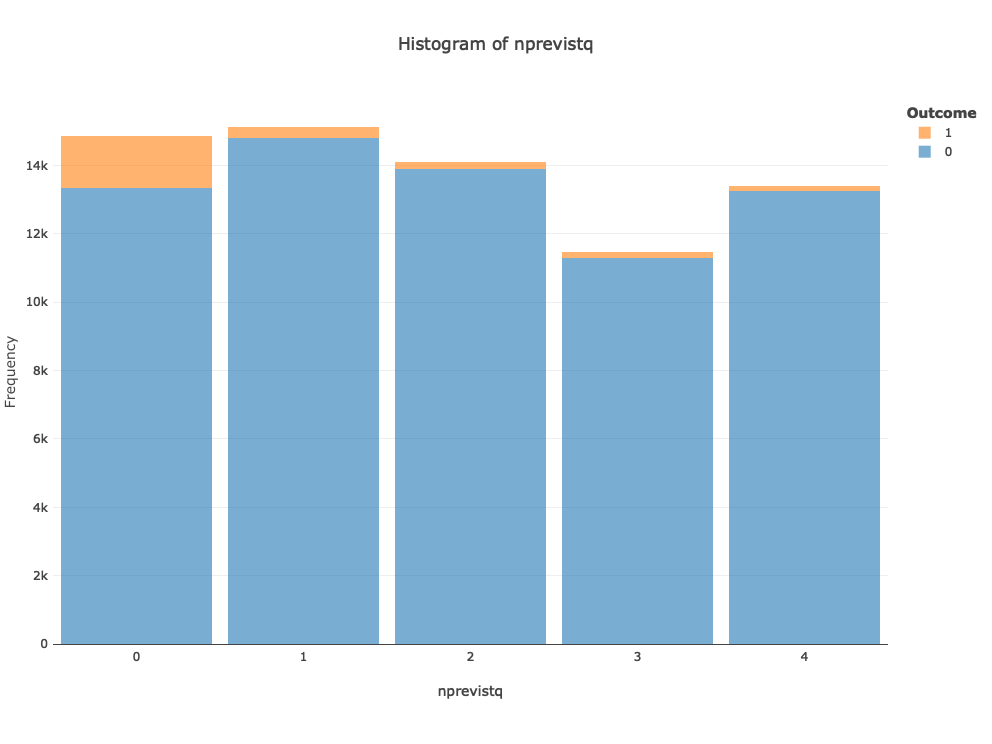 Histogram of nprevistq
Outcome
1
0
14k
12k
10k
8k
6k
4k
2k
0
Frequency
0 1 2 3 4
nprevistq